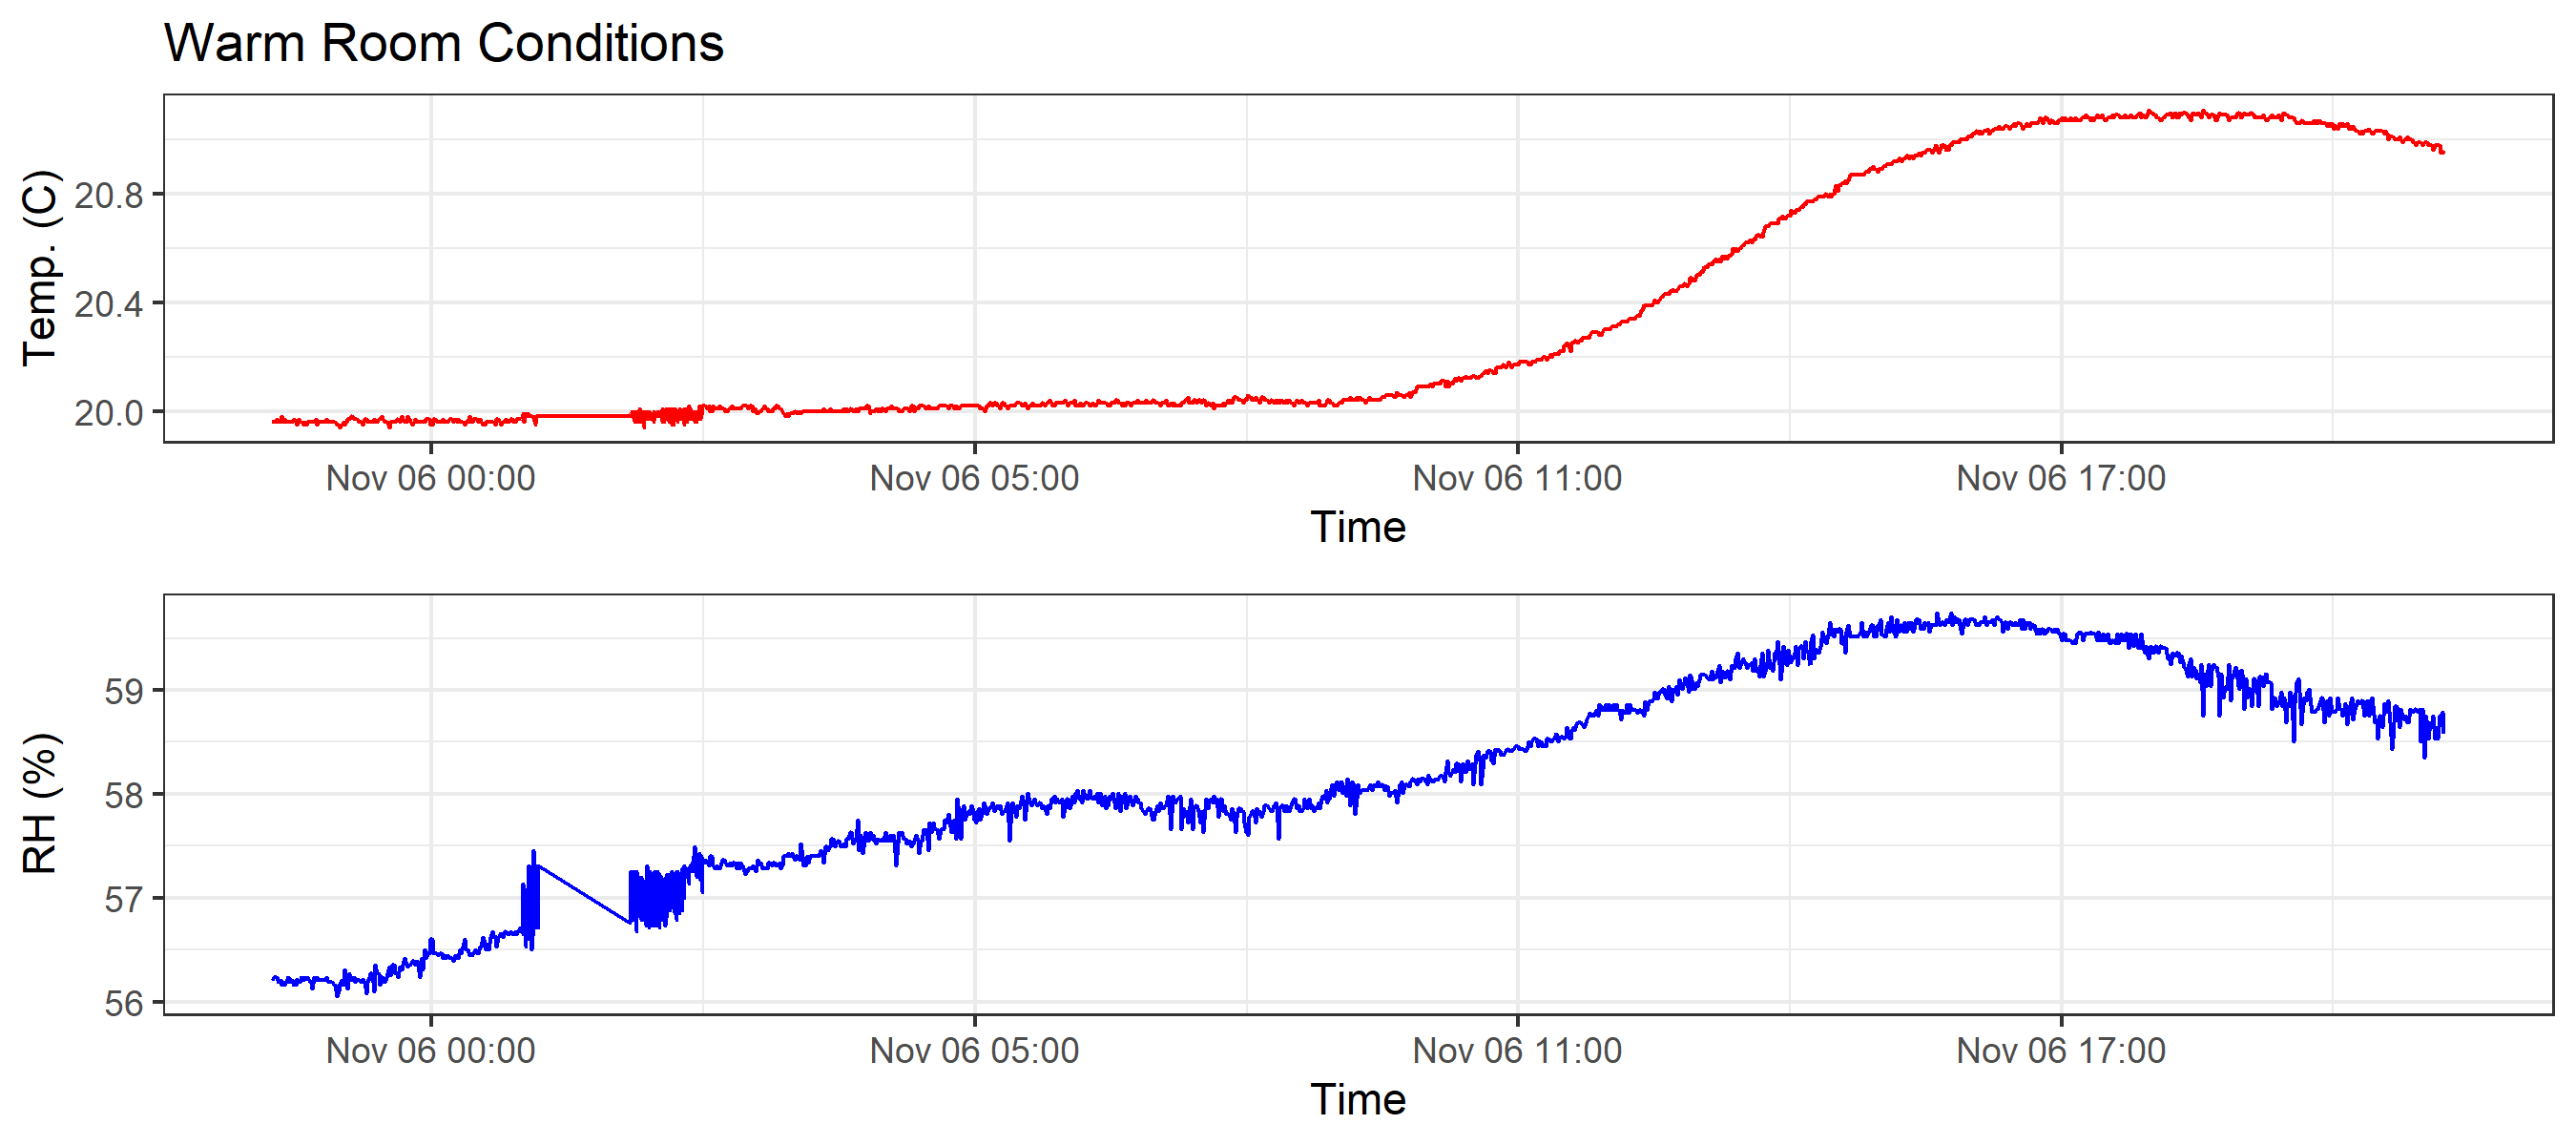 Warm Room Conditions
Temp. (C)
20.8
20.4
20.0
Nov 06 00:00 Nov 06 05:00 Nov 06 11:00 Nov 06 17:00
Time
RH (%)
59
58
57
56
Nov 06 00:00 Nov 06 05:00 Nov 06 11:00 Nov 06 17:00
Time